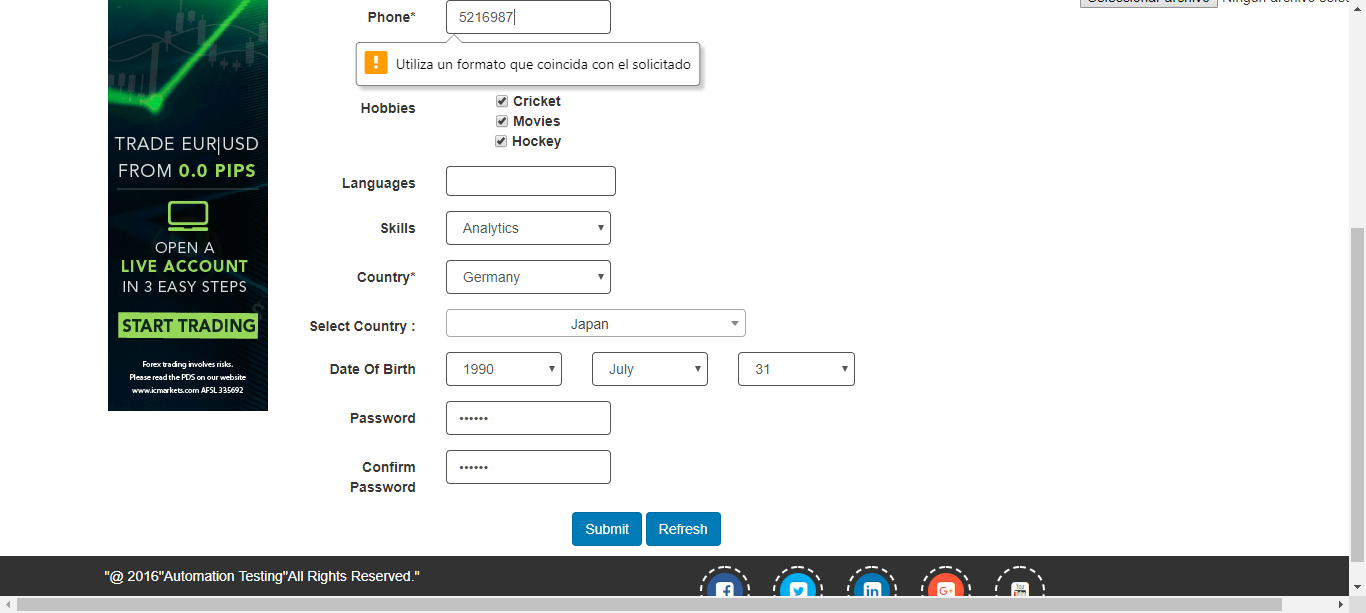 Seleccionar archivo Ningún archivo selec
Phone*
5216987
Utiliza un formato que coincida con el solicitado
Hobbies
Cricket
Movies
Hockey
Languages
Skills
Analytics
Country*
Germany
Select Country :
Japan
Date Of Birth
1990
July
31
Password
••••••
Confirm
Password
••••••
Submit
Refresh
TRADE EUR|USD
FROM 0.0 PIPS
OPEN A
LIVE ACCOUNT
IN 3 EASY STEPS
START TRADING
Forex trading involves risks.
Please read the PDS on our website
www.icmarkets.com AFSL 335692
"@ 2016"Automation Testing"All Rights Reserved."
f
in
G+
You